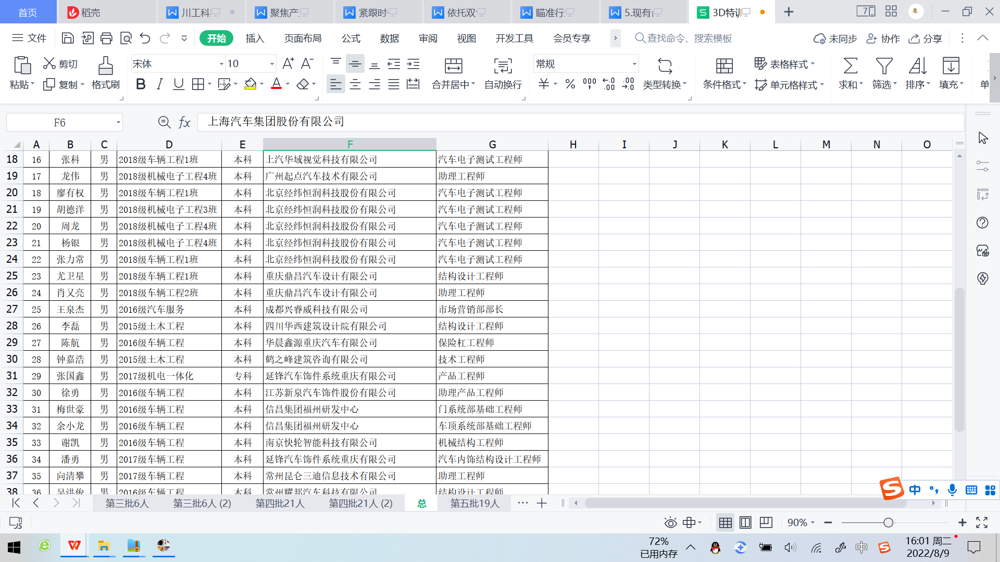 首页 稻壳 川工科 聚焦产 紧跟时 依托双 瞄准行 5.现有 3D特训
文件 开始 插入 页面布局 公式 数据 审阅 视图 开发工具 会员专享 查找命令、搜索模板 未同步 协作 分享
粘贴 剪切 复制 格式刷 宋体 10 合并居中 自动换行 常规 类型转换 条件格式 表格样式 单元格样式 求和 筛选 排序 填充 单
F6 上海汽车集团股份有限公司
A B C D E F G H I J K L M N O
18 16 张科 男 2018级车辆工程1班 本科 上汽华域视觉科技有限公司 汽车电子测试工程师
19 17 龙伟 男 2018级机械电子工程4班 本科 广州起点汽车技术有限公司 助理工程师
20 18 廖有权 男 2018级车辆工程1班 本科 北京经纬恒润科技股份有限公司 汽车电子测试工程师
21 19 胡德洋 男 2018级机械电子工程3班 本科 北京经纬恒润科技股份有限公司 汽车电子测试工程师
22 20 周龙 男 2018级机械电子工程4班 本科 北京经纬恒润科技股份有限公司 汽车电子测试工程师
23 21 杨银 男 2018级机械电子工程4班 本科 北京经纬恒润科技股份有限公司 汽车电子测试工程师
24 22 张力常 男 2018级车辆工程1班 本科 北京经纬恒润科技股份有限公司 汽车电子测试工程师
25 23 尤卫星 男 2018级车辆工程1班 本科 重庆鼎昌汽车设计有限公司 结构设计工程师
26 24 肖又亮 男 2018级车辆工程2班 本科 重庆鼎昌汽车设计有限公司 助理工程师
27 25 王泉杰 男 2016级汽车服务 本科 成都兴睿威科技有限公司 市场营销部部长
28 26 李磊 男 2015级土木工程 本科 四川华西建筑设计院有限公司 结构设计工程师
29 27 陈航 男 2016级车辆工程 本科 华晨鑫源重庆汽车有限公司 保险杠工程师
30 28 钟嘉浩 男 2015级土木工程 本科 鹤之峰建筑咨询有限公司 技术工程师
31 29 张国鑫 男 2017级机电一体化 专科 延锋汽车饰件系统重庆有限公司 产品工程师
32 30 徐勇 男 2016级车辆工程 本科 江苏新泉汽车饰件股份有限公司 助理产品工程师
33 31 梅世豪 男 2016级车辆工程 本科 信昌集团福州研发中心 门系统部基础工程师
34 32 余小龙 男 2016级车辆工程 本科 信昌集团福州研发中心 车顶系统部基础工程师
35 33 谢凯 男 2016级车辆工程 本科 南京快轮智能科技有限公司 机械结构工程师
36 34 潘勇 男 2017级车辆工程 本科 延锋汽车饰件系统重庆有限公司 汽车内饰结构设计工程师
37 35 向清攀 男 2017级车辆工程 本科 常州昆仑三迪信息技术有限公司 助理工程师
38 36 吴洪俊 男 2016级车辆工程 本科 常州耀邦汽车科技有限公司 结构设计工程师
第三批6人 第三批6人 (2) 第四批21人 第四批21人 (2) 总 第五批19人
90%
72% 已用内存 中 16:01 周二
2022/8/9